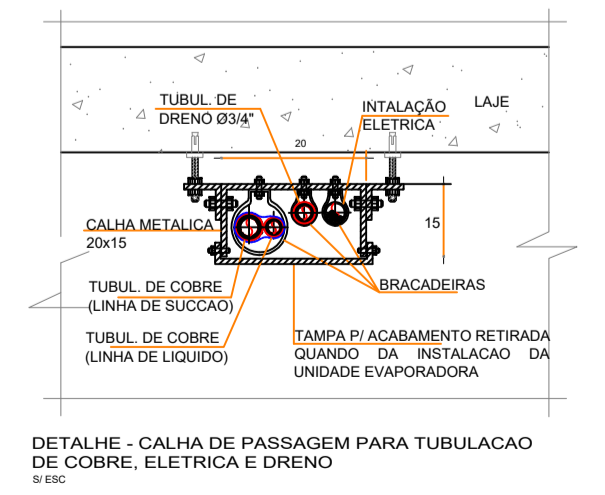 TUBUL. DE
DRENO Ø3/4"
INTALAÇÃO
ELETRICA
LAJE
20
CALHA METALICA
20x15
15
TUBUL. DE COBRE
(LINHA DE SUCCAO)
BRACADEIRAS
TUBUL. DE COBRE
(LINHA DE LIQUIDO)
TAMPA P/ ACABAMENTO RETIRADA
QUANDO DA INSTALACAO DA
UNIDADE EVAPORADORA
DETALHE - CALHA DE PASSAGEM PARA TUBULACAO
DE COBRE, ELETRICA E DRENO
S/ ESC